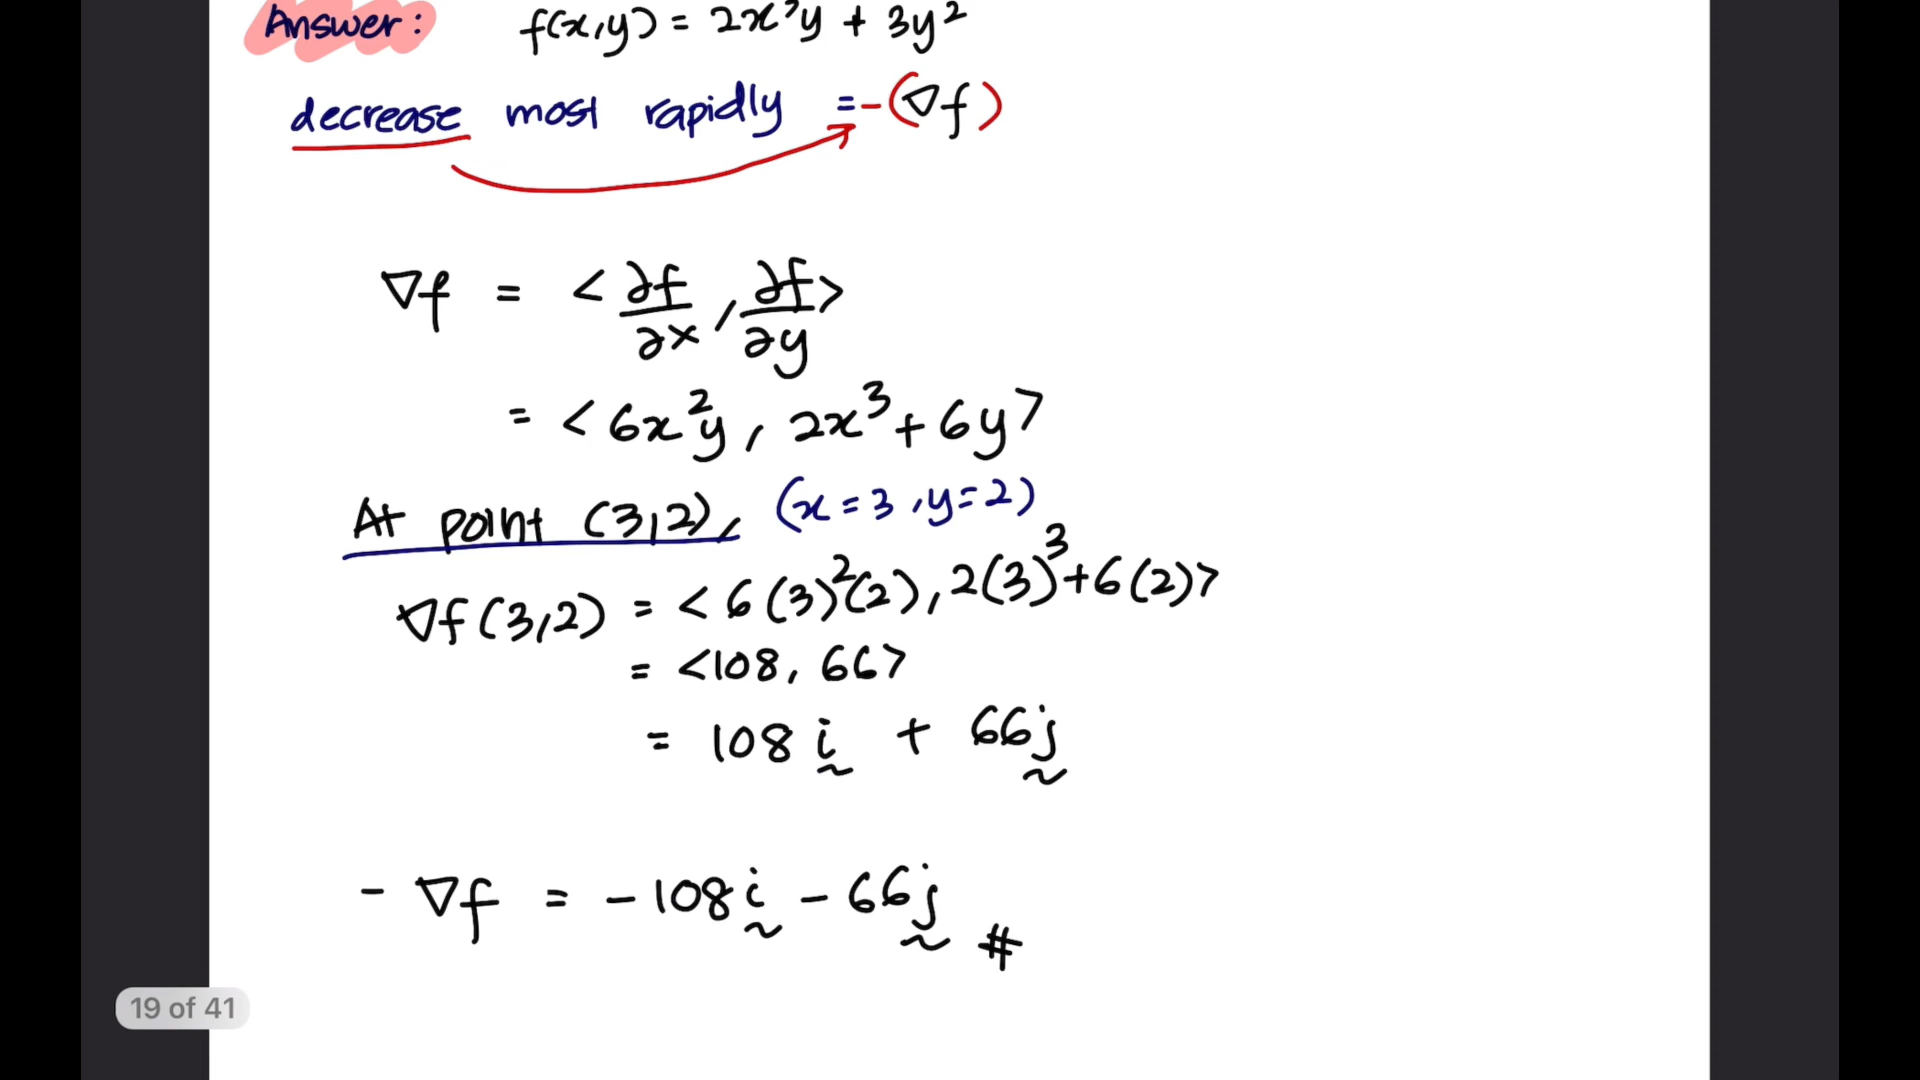 Answer: f(x,y) = 2x³y + 3y²
decrease most rapidly = -(∇f)
∇f = < ∂f/∂x , ∂f/∂y >
= < 6x²y , 2x³ + 6y >
At point (3,2), (x = 3 , y = 2)
∇f(3,2) = < 6(3)²(2), 2(3)³ + 6(2) >
= <108, 66>
= 108 i + 66 j
- ∇f = - 108 i - 66 j #
19 of 41